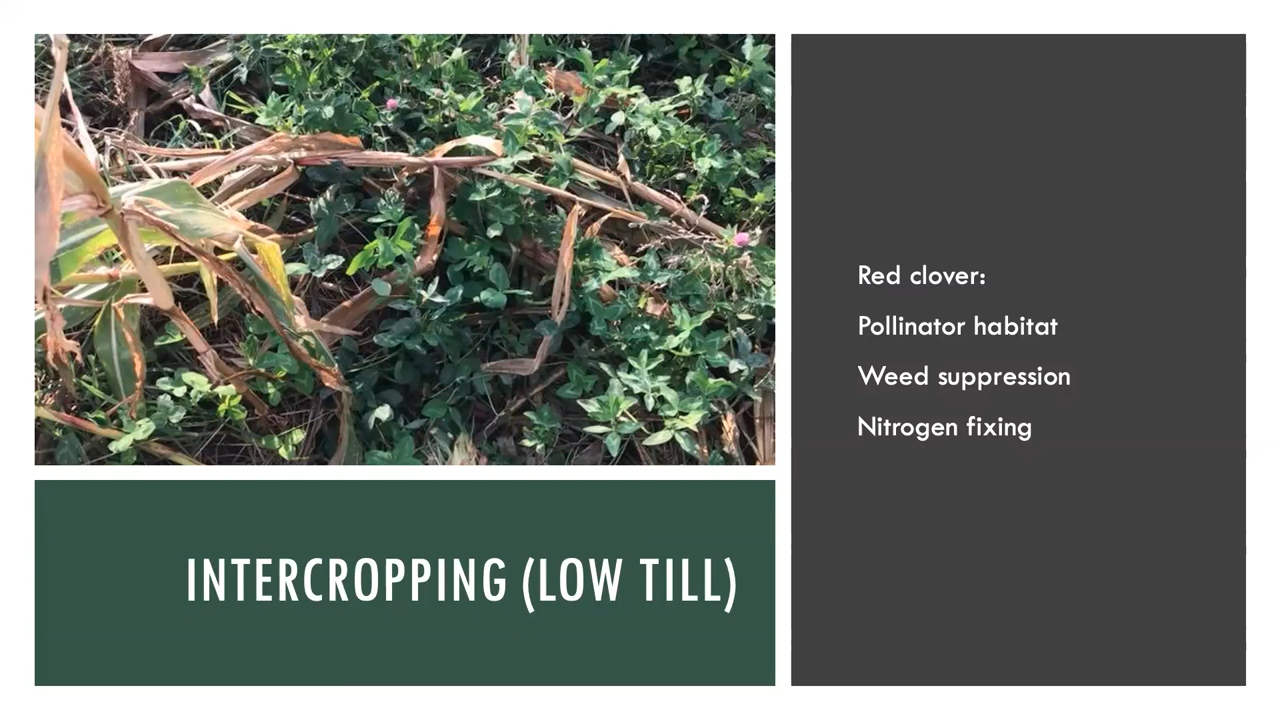 Red clover:
Pollinator habitat
Weed suppression
Nitrogen fixing
INTERCROPPING (LOW TILL)